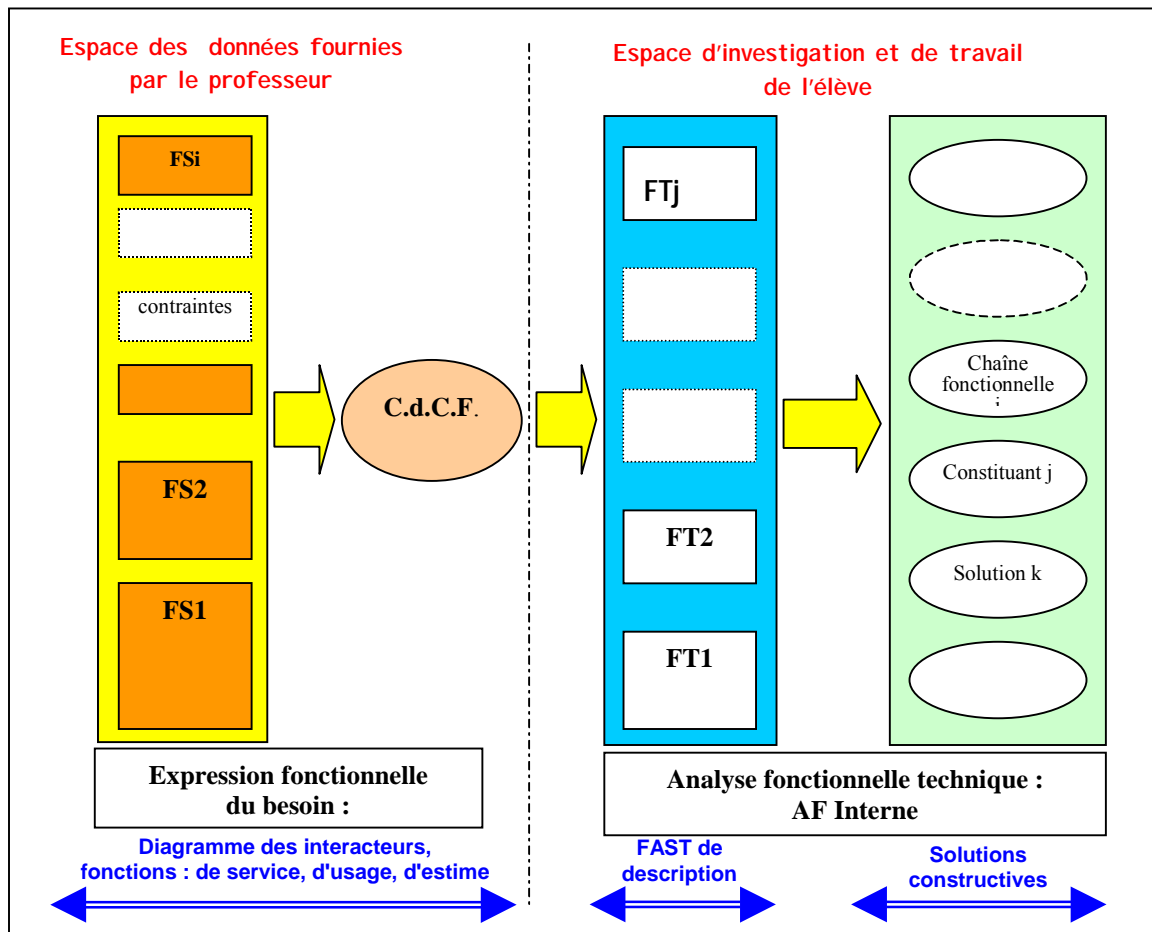 Espace des données fournies
par le professeur
Espace d'investigation et de travail
de l'élève
FSi
contraintes
FS2
FS1
C.d.C.F.
FTj
FT2
FT1
Chaîne
fonctionnelle
Constituant j
Solution k
Expression fonctionnelle
du besoin :
Analyse fonctionnelle technique :
AF Interne
Diagramme des interacteurs,
fonctions : de service, d'usage, d'estime
FAST de
description
Solutions
constructives